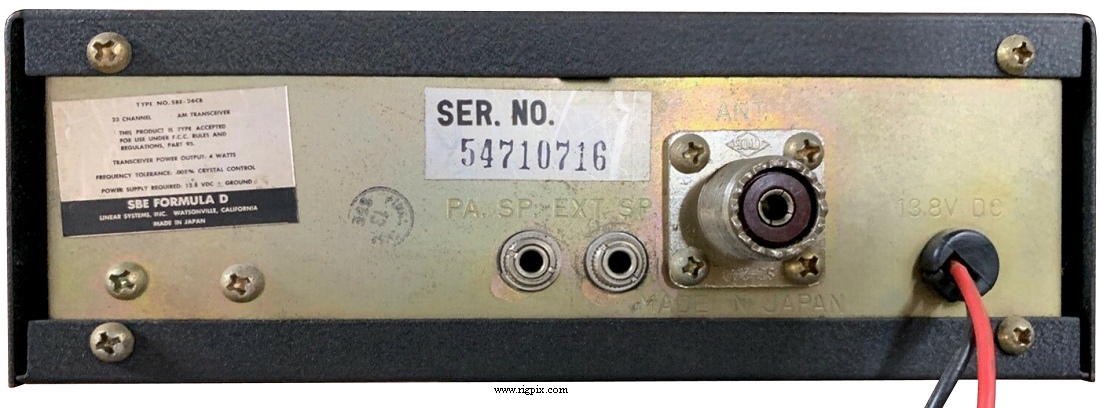 TYPE NO. SBE-26CB
23 CHANNEL AM TRANSCEIVER
THIS PRODUCT IS TYPE ACCEPTED
FOR USE UNDER F.C.C. RULES AND
REGULATIONS, PART 95.
TRANSCEIVER POWER OUTPUT: 4 WATTS
FREQUENCY TOLERANCE: .005% CRYSTAL CONTROL
POWER SUPPLY REQUIRED: 13.8 VDC ± GROUND
SBE FORMULA D
LINEAR SYSTEMS, INC. WATSONVILLE, CALIFORNIA
MADE IN JAPAN
SER. NO.
54710716
ANT
PA. SP. EXT. SP
3.8V DC
MADE IN JAPAN
www.rigpix.com